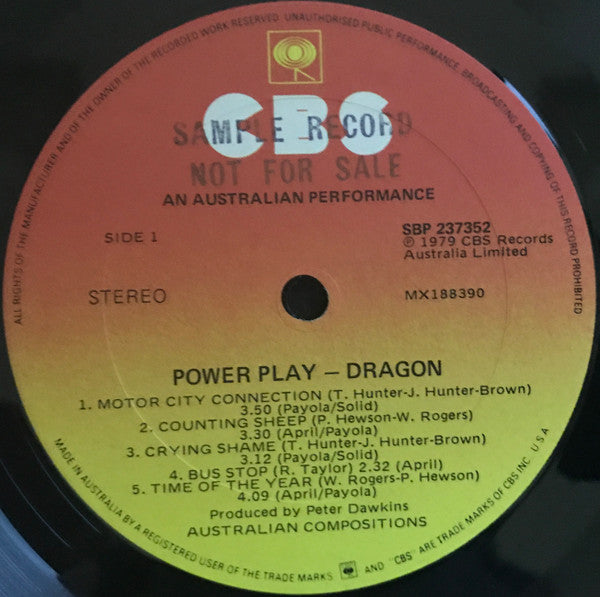 ALL RIGHTS OF THE MANUFACTURER AND OF THE OWNER OF THE RECORDED WORK RESERVED. UNAUTHORISED PUBLIC PERFORMANCE, BROADCASTING AND COPYING OF THIS RECORD PROHIBITED
CBS
SAMPLE RECORD
NOT FOR SALE
AN AUSTRALIAN PERFORMANCE
SIDE 1
SBP 237352
℗ 1979 CBS Records
Australia Limited
STEREO
MX188390
POWER PLAY – DRAGON
1. MOTOR CITY CONNECTION (T. Hunter-J. Hunter-Brown)
3.50 (Payola/Solid)
2. COUNTING SHEEP (P. Hewson-W. Rogers)
3.30 (April/Payola)
3. CRYING SHAME (T. Hunter-J. Hunter-Brown)
3.12 (Payola/Solid)
4. BUS STOP (R. Taylor) 2.32 (April)
5. TIME OF THE YEAR (W. Rogers-P. Hewson)
4.09 (April/Payola)
Produced by Peter Dawkins
AUSTRALIAN COMPOSITIONS
MADE IN AUSTRALIA BY A REGISTERED USER OF THE TRADE MARKS AND "CBS" ARE TRADE MARKS OF CBS INC. U S A